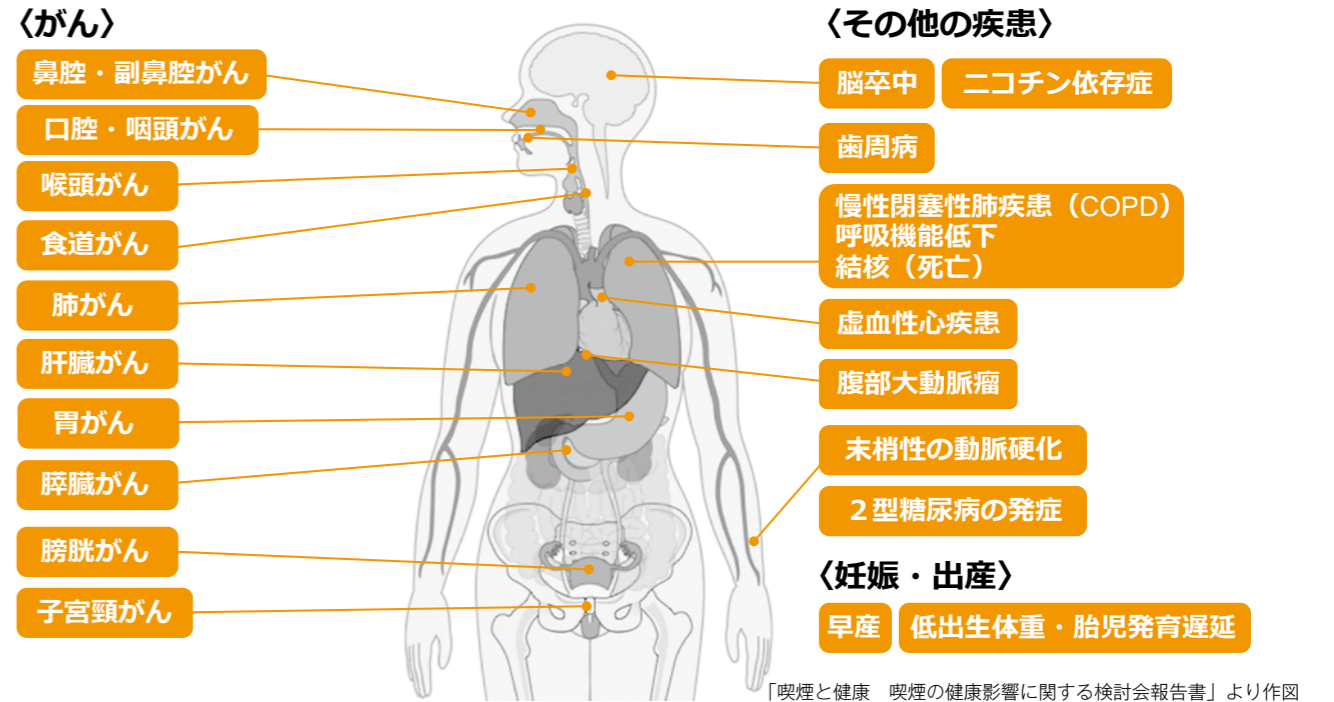 〈がん〉
鼻腔・副鼻腔がん
口腔・咽頭がん
喉頭がん
食道がん
肺がん
肝臓がん
胃がん
膵臓がん
膀胱がん
子宮頸がん
〈その他の疾患〉
脳卒中
ニコチン依存症
歯周病
慢性閉塞性肺疾患（COPD）
呼吸機能低下
結核（死亡）
虚血性心疾患
腹部大動脈瘤
末梢性の動脈硬化
２型糖尿病の発症
〈妊娠・出産〉
早産
低出生体重・胎児発育遅延
「喫煙と健康　喫煙の健康影響に関する検討会報告書」より作図